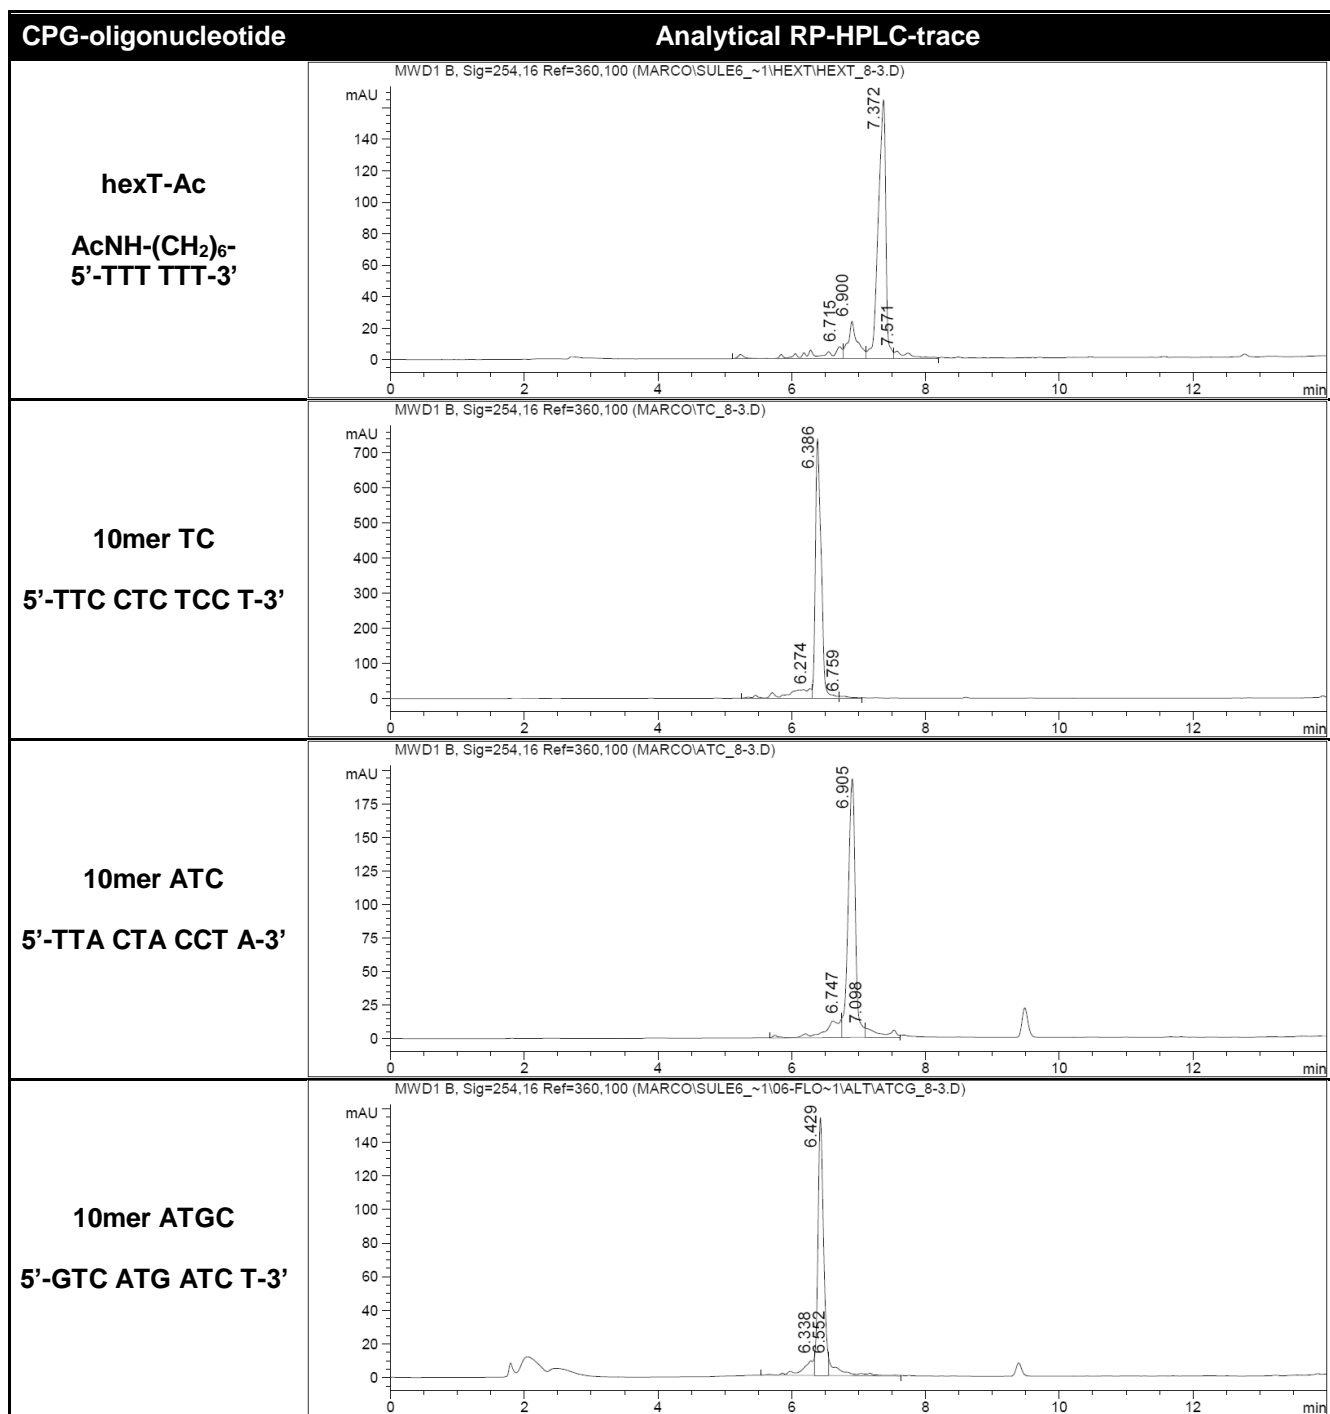 CPG-oligonucleotide Analytical RP-HPLC-trace
hexT-Ac
AcNH-(CH₂)₆-
5’-TTT TTT-3’
MWD1 B, Sig=254,16 Ref=360,100 (MARCO\SULE6_~1\HEXT\HEXT_8-3.D)
mAU
140
120
100
80
60
40
20
0
6.715
6.900
7.372
7.571
0 2 4 6 8 10 12 min
10mer TC
5’-TTC CTC TCC T-3’
MWD1 B, Sig=254,16 Ref=360,100 (MARCO\TC_8-3.D)
mAU
700
600
500
400
300
200
100
0
6.274
6.386
6.759
0 2 4 6 8 10 12 min
10mer ATC
5’-TTA CTA CCT A-3’
MWD1 B, Sig=254,16 Ref=360,100 (MARCO\ATC_8-3.D)
mAU
175
150
125
100
75
50
25
0
6.747
6.905
7.098
0 2 4 6 8 10 12 min
10mer ATGC
5’-GTC ATG ATC T-3’
MWD1 B, Sig=254,16 Ref=360,100 (MARCO\SULE6_~1\06-FLO~1\ALT\ATCG_8-3.D)
mAU
140
120
100
80
60
40
20
0
6.338
6.429
6.552
0 2 4 6 8 10 12 min